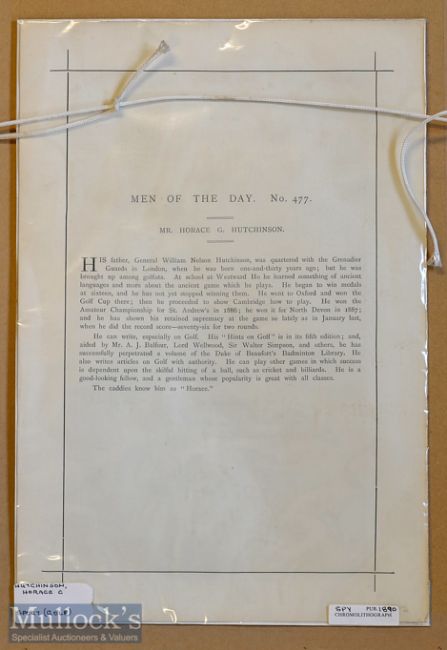 MEN OF THE DAY. No. 477.
MR. HORACE G. HUTCHINSON.
HIS father, General William Nelson Hutchinson, was quartered with the Grenadier
Guards in London, when he was born one-and-thirty years ago; but he was
brought up among golfists. At school at Westward Ho he learned something of ancient
languages and more about the ancient game which he plays. He began to win medals
at sixteen, and he has not yet stopped winning them. He went to Oxford and won the
Golf Cup there; then he proceeded to show Cambridge how to play. He won the
Amateur Championship for St. Andrew's in 1886; he won it for North Devon in 1887;
and he has shown his retained supremacy at the game so lately as in January last,
when he did the record score—seventy-six for two rounds.
He can write, especially on Golf. His "Hints on Golf" is in its fifth edition; and,
aided by Mr. A. J. Balfour, Lord Wellwood, Sir Walter Simpson, and others, he has
successfully perpetrated a volume of the Duke of Beaufort's Badminton Library. He
also writes articles on Golf with authority. He can play other games in which success
is dependent upon the skilful hitting of a ball, such as cricket and billiards. He is a
good-looking fellow, and a gentleman whose popularity is great with all classes.
The caddies know him as "Horace."
HUTCHINSON,
HORACE G
SPORT (GOLF)
SPY PUB. 1890
CHROMOLITHOGRAPH
Mullock's
Specialist Auctioneers & Valuers